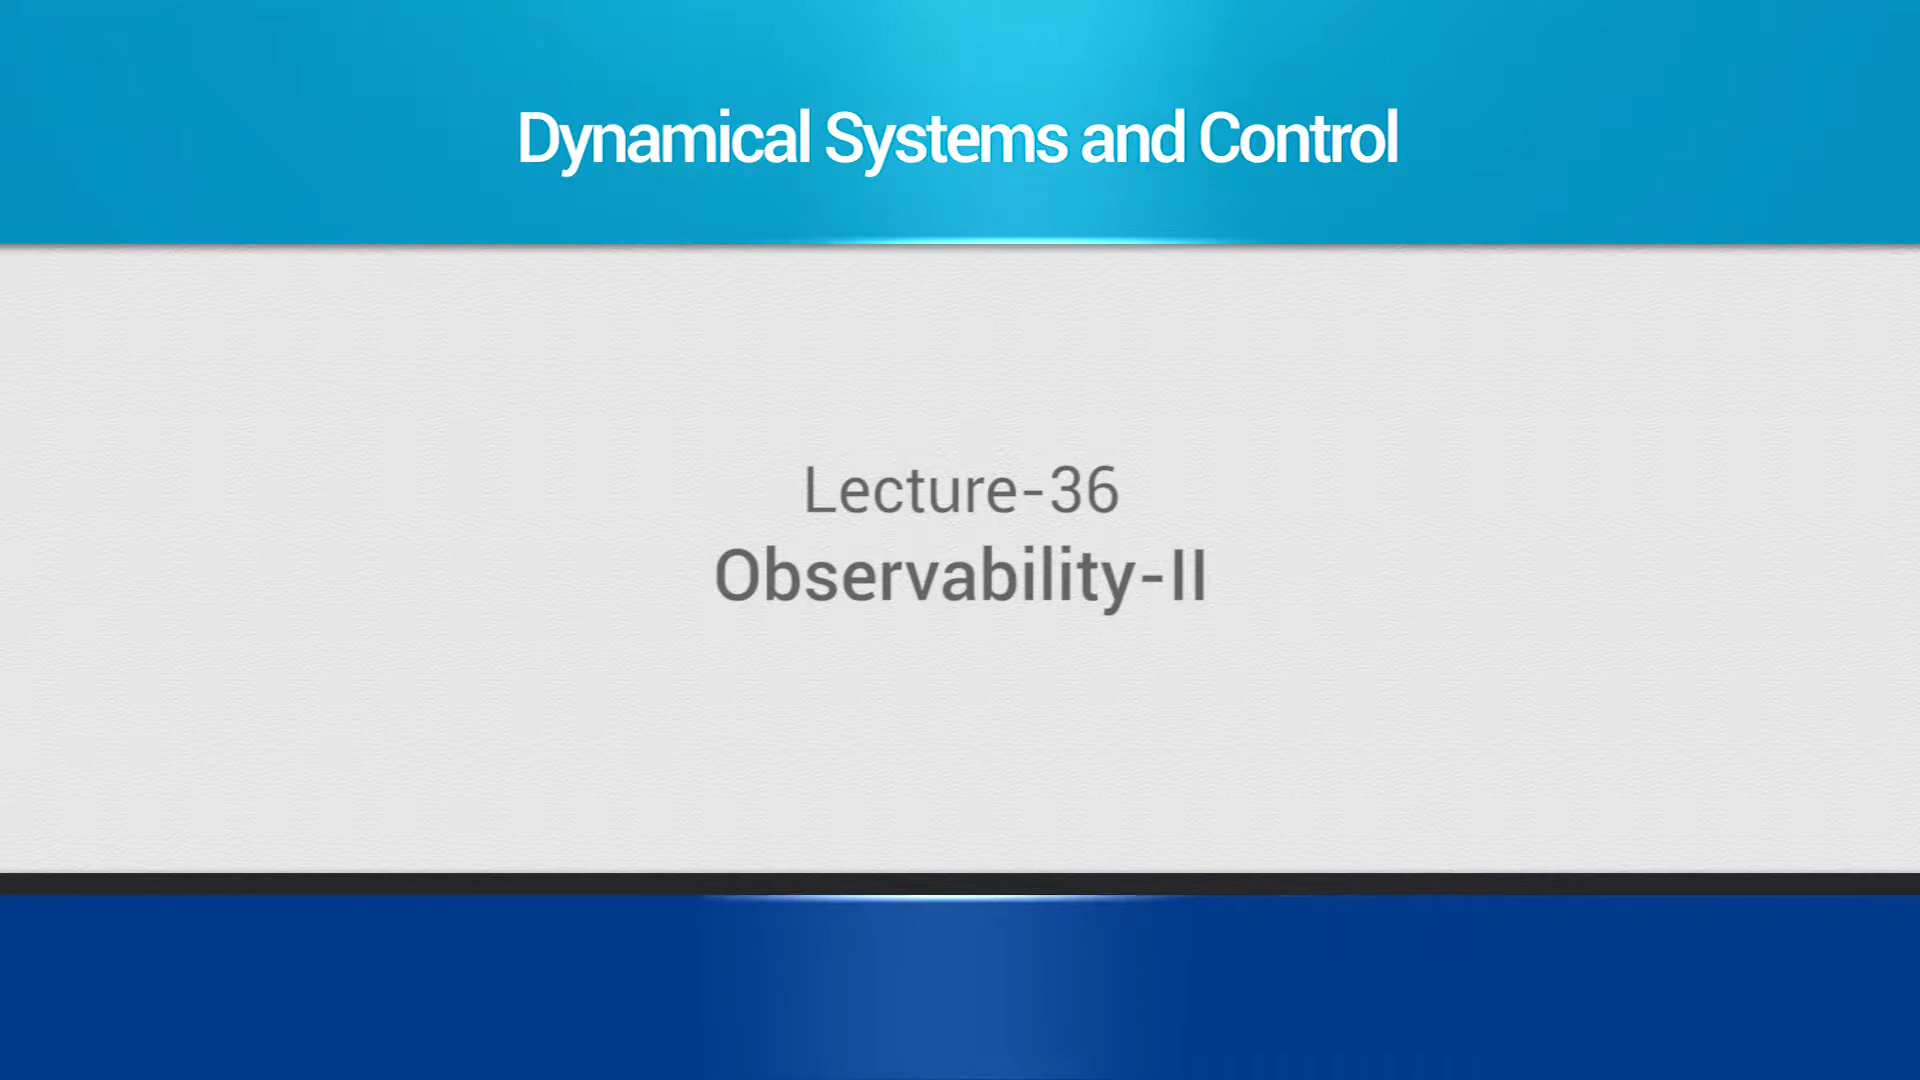 Dynamical Systems and Control
Lecture-36
Observability-II